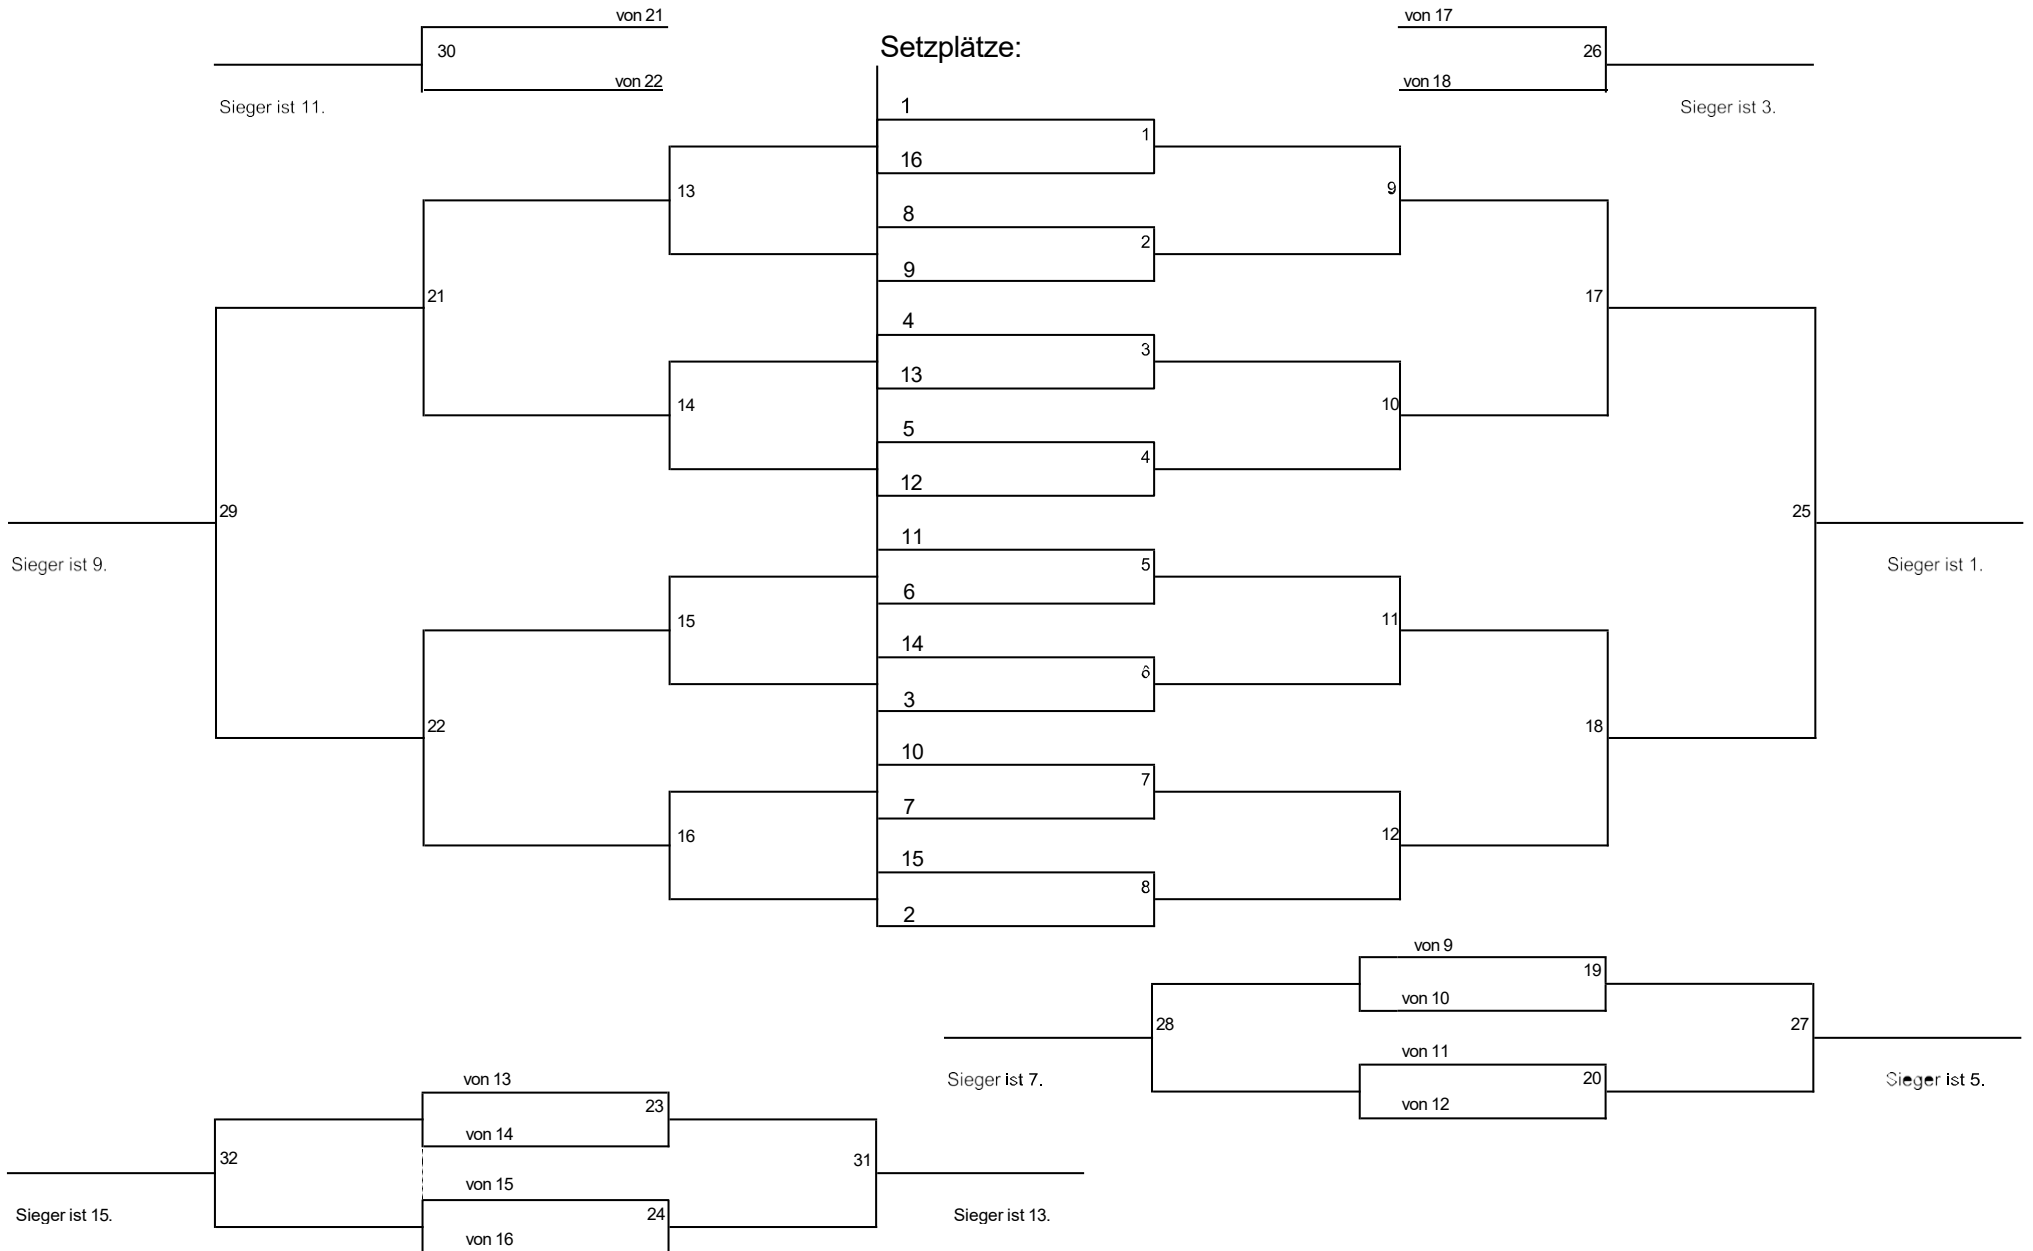 von 21
von 17
30
Setzplätze:
26
von 22
von 18
Sieger ist 11.
1
Sieger ist 3.
1
16
13
9
8
2
9
21
17
4
3
13
14
10
5
4
12
29
25
11
Sieger ist 9.
5
Sieger ist 1.
6
15
11
14
6
3
22
18
10
7
7
16
12
15
8
2
von 9
19
von 10
28
27
von 11
von 13
Sieger ist 7.
20
Sieger ist 5.
23
von 12
von 14
32
31
von 15
Sieger ist 15.
24
Sieger ist 13.
von 16